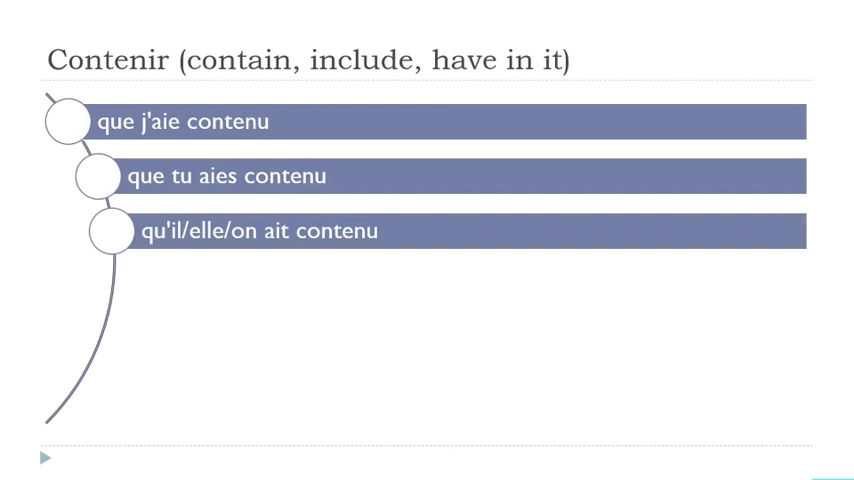 Contenir (contain, include, have in it)
que j'aie contenu
que tu aies contenu
qu'il/elle/on ait contenu